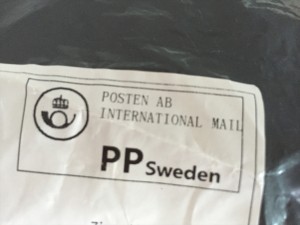 POSTEN AB
INTERNATIONAL MAIL
PP Sweden